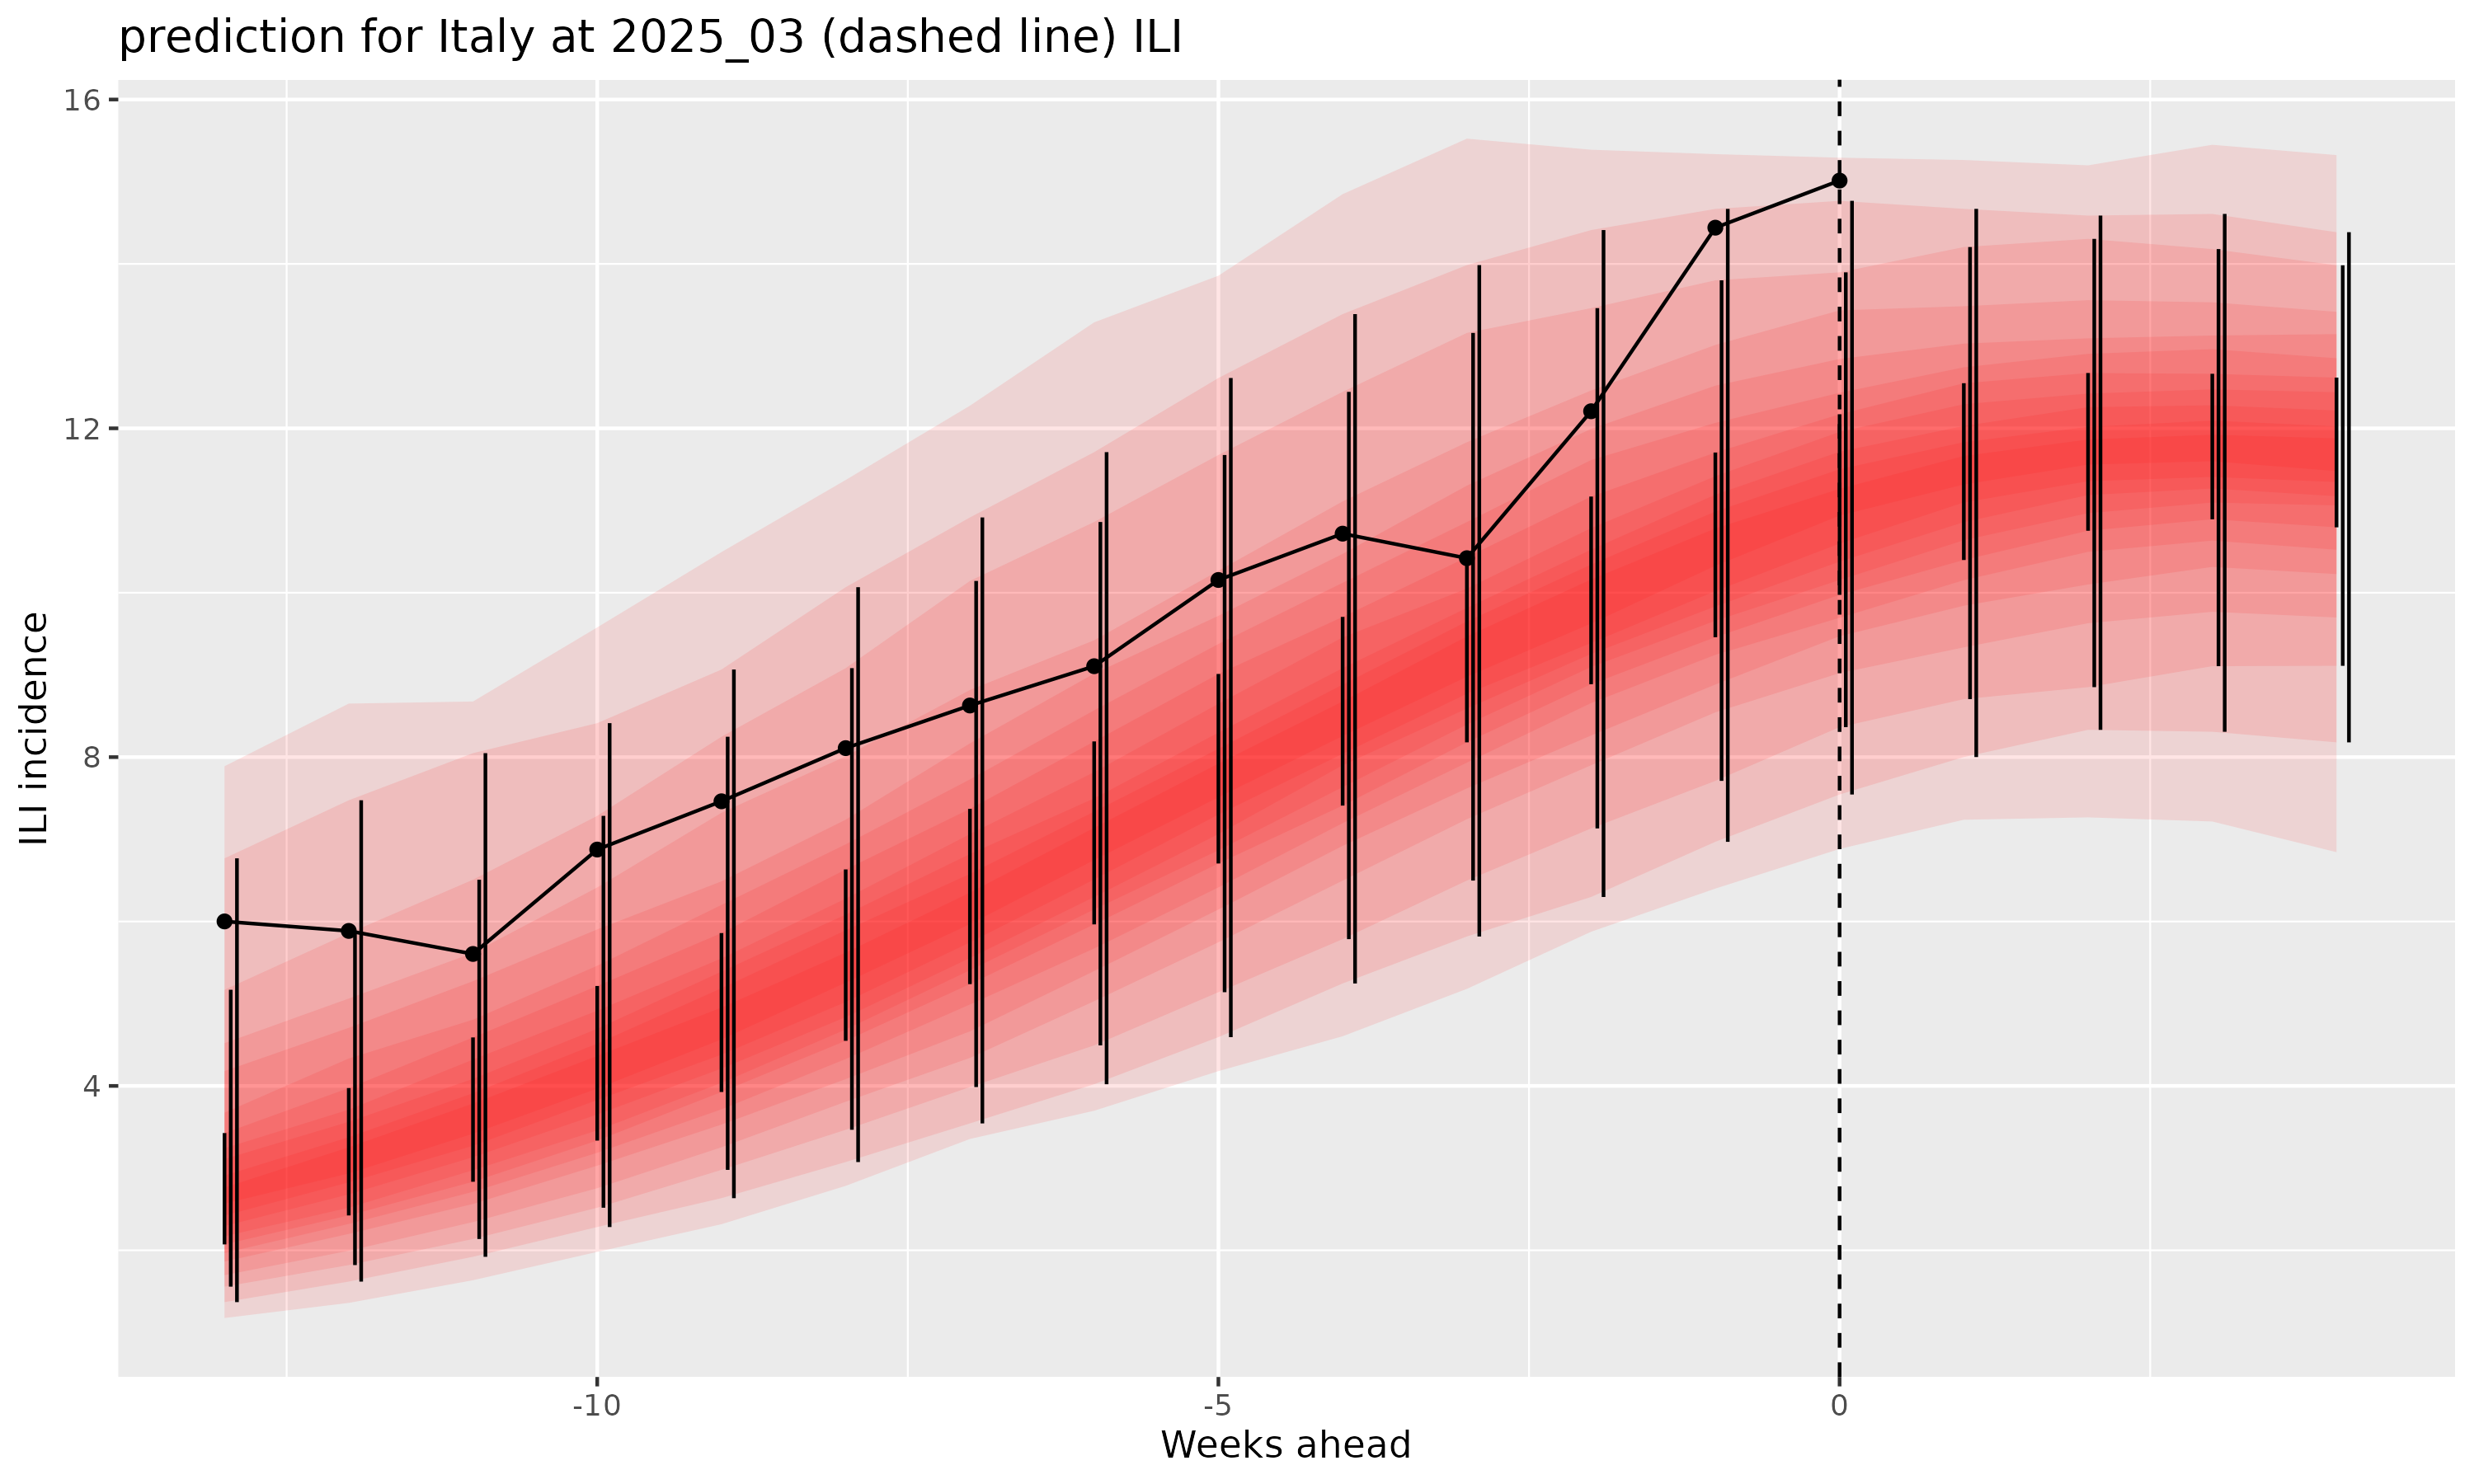 prediction for Italy at 2025_03 (dashed line) ILI
16
12
8
4
ILI incidence
-10
-5
0
Weeks ahead